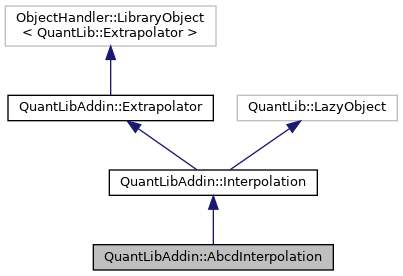 ObjectHandler::LibraryObject
< QuantLib::Extrapolator >
QuantLibAddin::Extrapolator
QuantLib::LazyObject
QuantLibAddin::Interpolation
QuantLibAddin::AbcdInterpolation